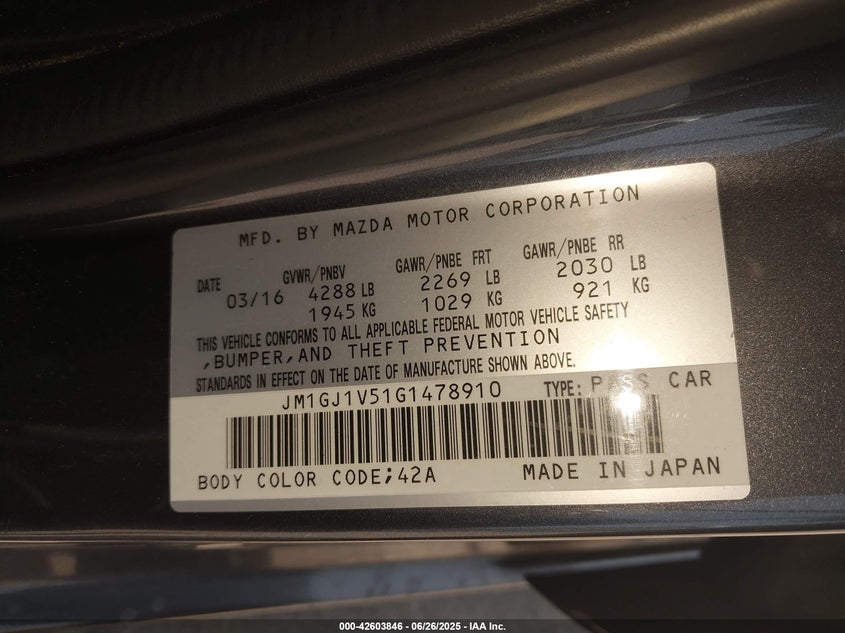 MFD. BY MAZDA MOTOR CORPORATION
DATE GVWR/PNBV GAWR/PNBE FRT GAWR/PNBE RR
03/16 4288 LB 2269 LB 2030 LB
1945 KG 1029 KG 921 KG
THIS VEHICLE CONFORMS TO ALL APPLICABLE FEDERAL MOTOR VEHICLE SAFETY
,BUMPER,AND THEFT PREVENTION
STANDARDS IN EFFECT ON THE DATE OF MANUFACTURE SHOWN ABOVE.
JM1GJ1V51G1478910 TYPE: PASS CAR
BODY COLOR CODE;42A MADE IN JAPAN
000-42603846 - 06/26/2025 - IAA Inc.